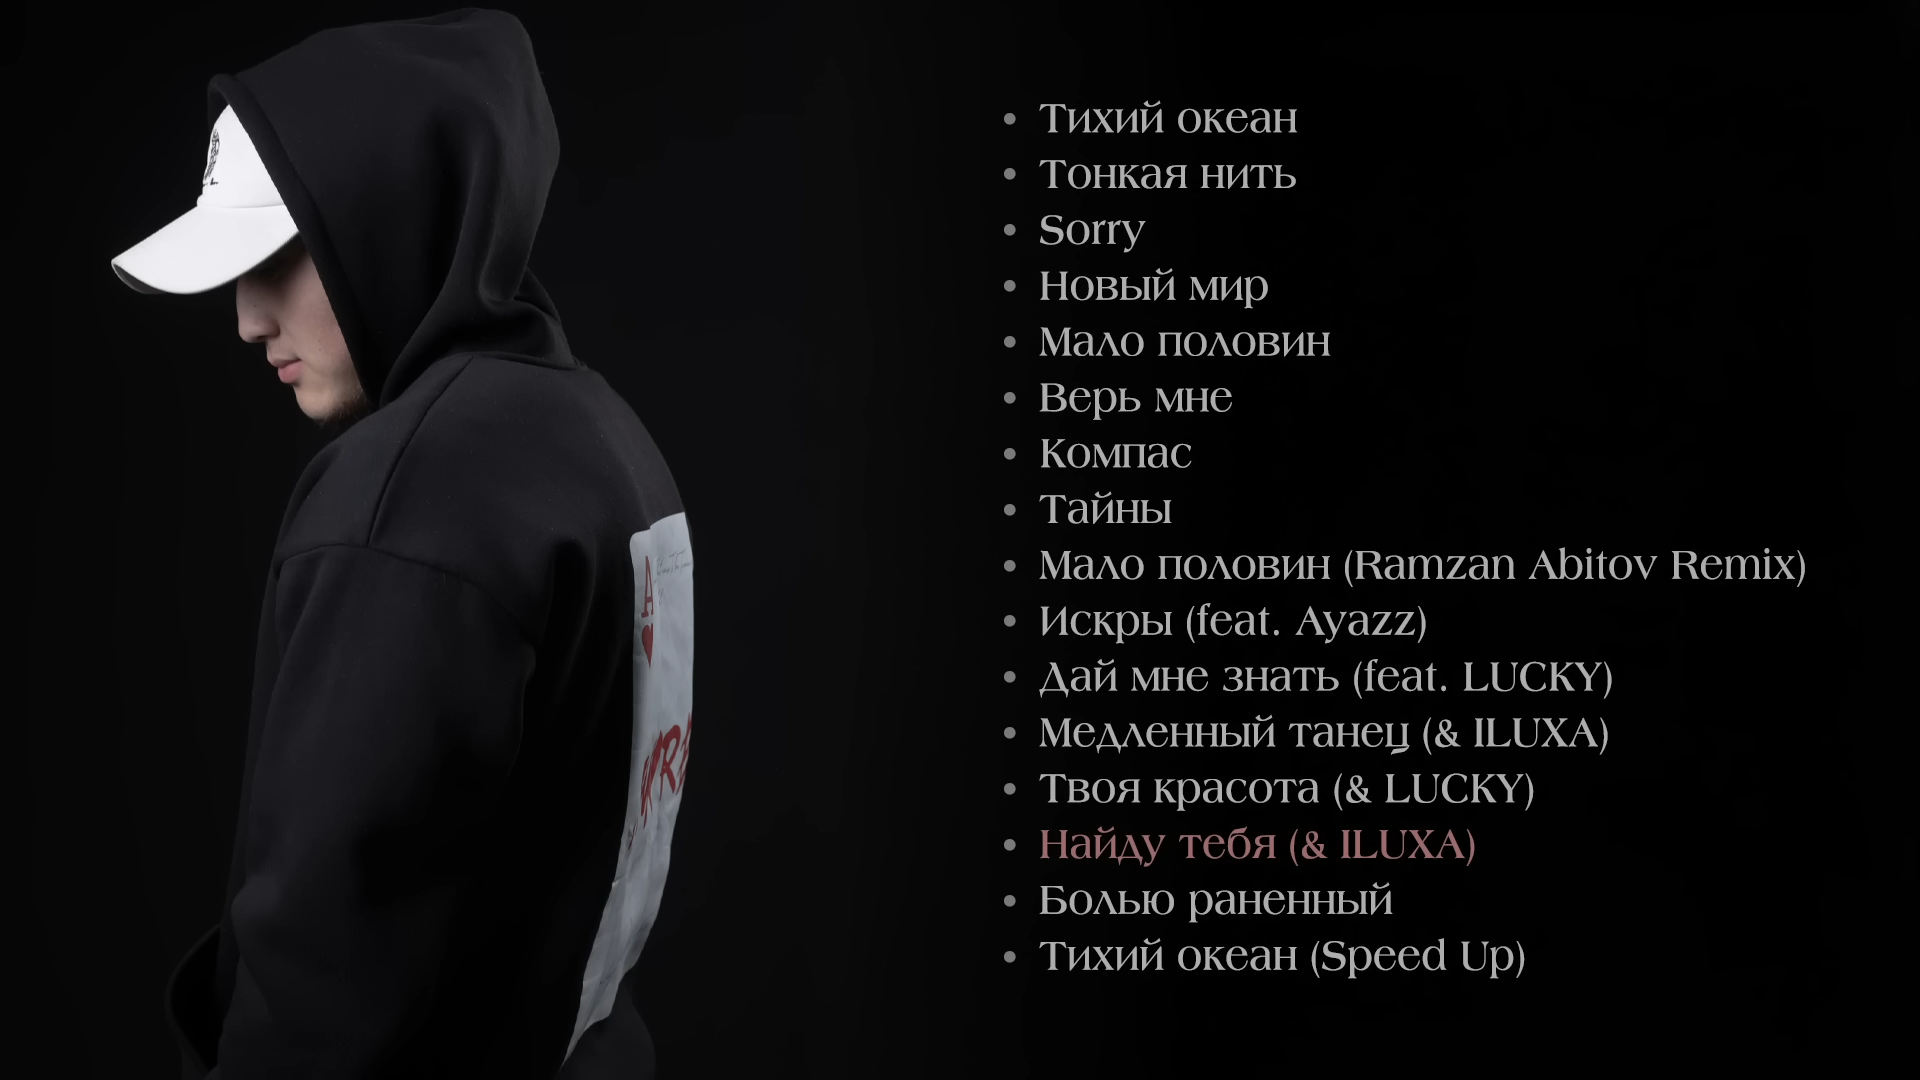 Тихий океан
Тонкая нить
Sorry
Новый мир
Мало половин
Верь мне
Компас
Тайны
Мало половин (Ramzan Abitov Remix)
Искры (feat. Ayazz)
Дай мне знать (feat. LUCKY)
Медленный танец (& ILUXA)
Твоя красота (& LUCKY)
Найду тебя (& ILUXA)
Болью раненный
Тихий океан (Speed Up)
A